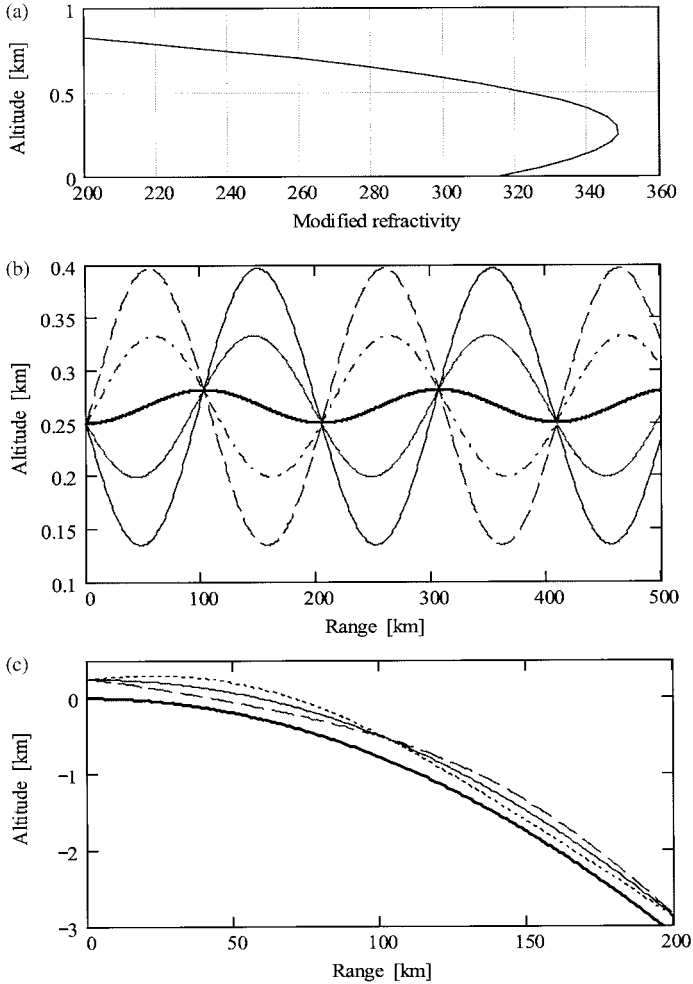 (a)
1
0.5
0
Altitude [km]
200 220 240 260 280 300 320 340 360
Modified refractivity
(b)
0.4
0.35
0.3
0.25
0.2
0.15
0.1
Altitude [km]
0 100 200 300 400 500
Range [km]
(c)
0
−1
−2
−3
Altitude [km]
0 50 100 150 200
Range [km]